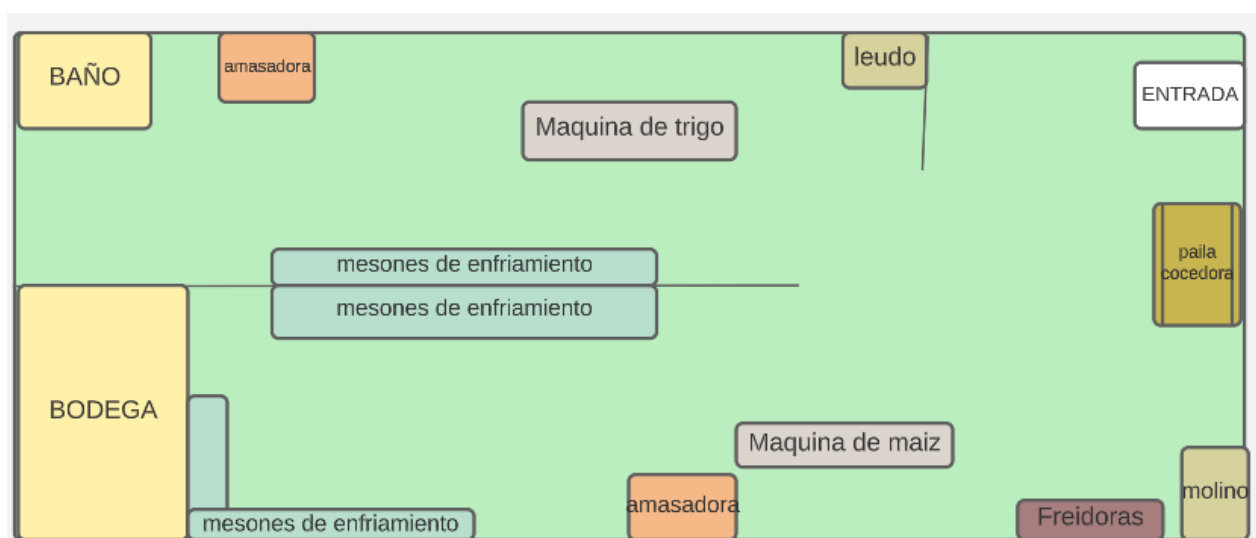 BAÑO
amasadora
leudo
ENTRADA
Maquina de trigo
paila
cocedora
mesones de enfriamiento
mesones de enfriamiento
BODEGA
Maquina de maiz
amasadora
molino
Freidoras
mesones de enfriamiento